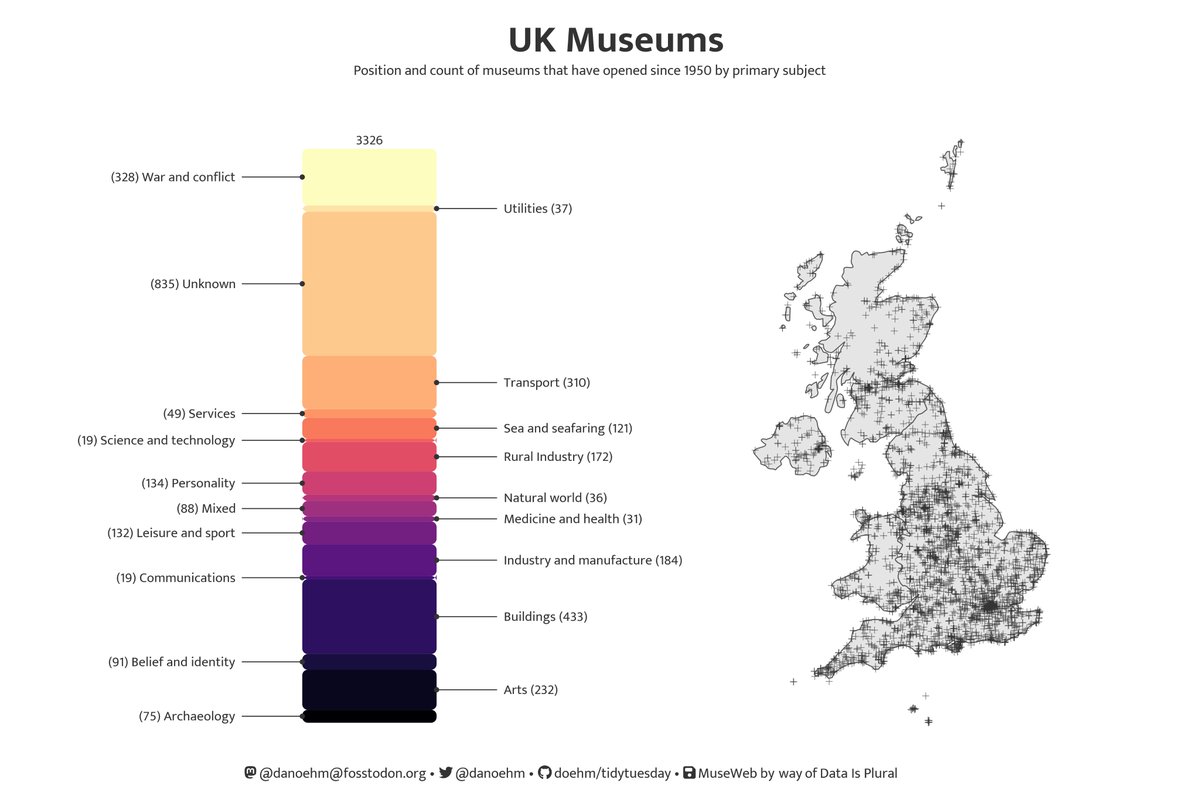 UK Museums
Position and count of museums that have opened since 1950 by primary subject
3326
(328) War and conflict
Utilities (37)
(835) Unknown
Transport (310)
(49) Services
Sea and seafaring (121)
(19) Science and technology
Rural Industry (172)
(134) Personality
Natural world (36)
(88) Mixed
Medicine and health (31)
(132) Leisure and sport
Industry and manufacture (184)
(19) Communications
Buildings (433)
(91) Belief and identity
Arts (232)
(75) Archaeology
@danoehm@fosstodon.org • @danoehm • doehm/tidytuesday • MuseWeb by way of Data Is Plural